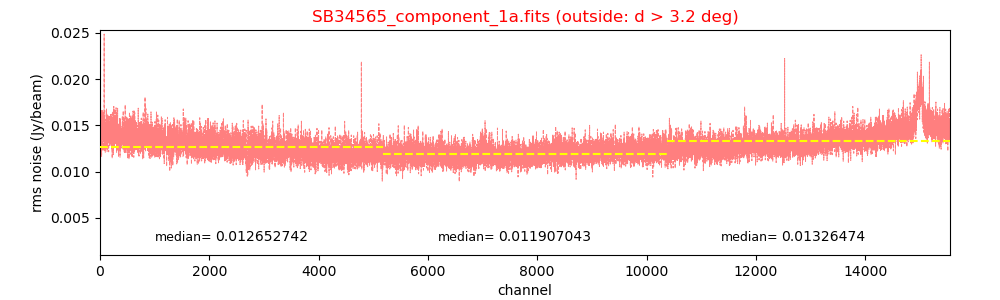 SB34565_component_1a.fits (outside: d > 3.2 deg)
rms noise (Jy/beam)
0.025
0.020
0.015
0.010
0.005
median= 0.012652742
median= 0.011907043
median= 0.01326474
0
2000
4000
6000
8000
10000
12000
14000
channel